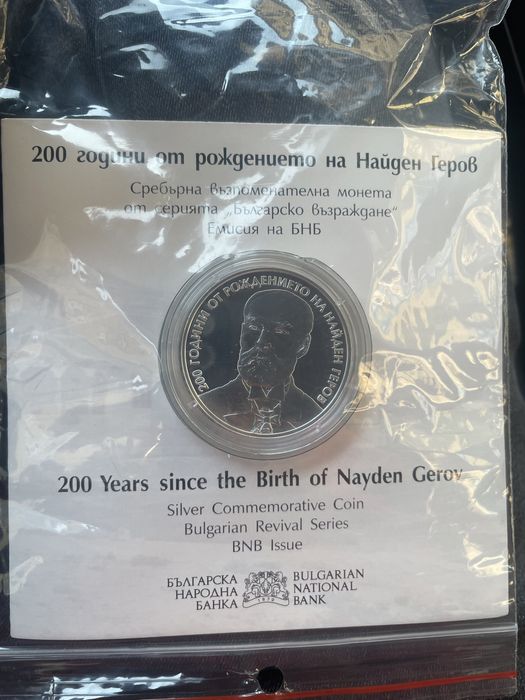 200 години от рождението на Найден Геров
Сребърна възпоменателна монета
от серията „Българско възраждане“
Емисия на БНБ
200 ГОДИНИ ОТ РОЖДЕНИЕТО НА НАЙДЕН ГЕРОВ
200 Years since the Birth of Nayden Gerov
Silver Commemorative Coin
Bulgarian Revival Series
BNB Issue
БЪЛГАРСКА
НАРОДНА
БАНКА
1879
BULGARIAN
NATIONAL
BANK